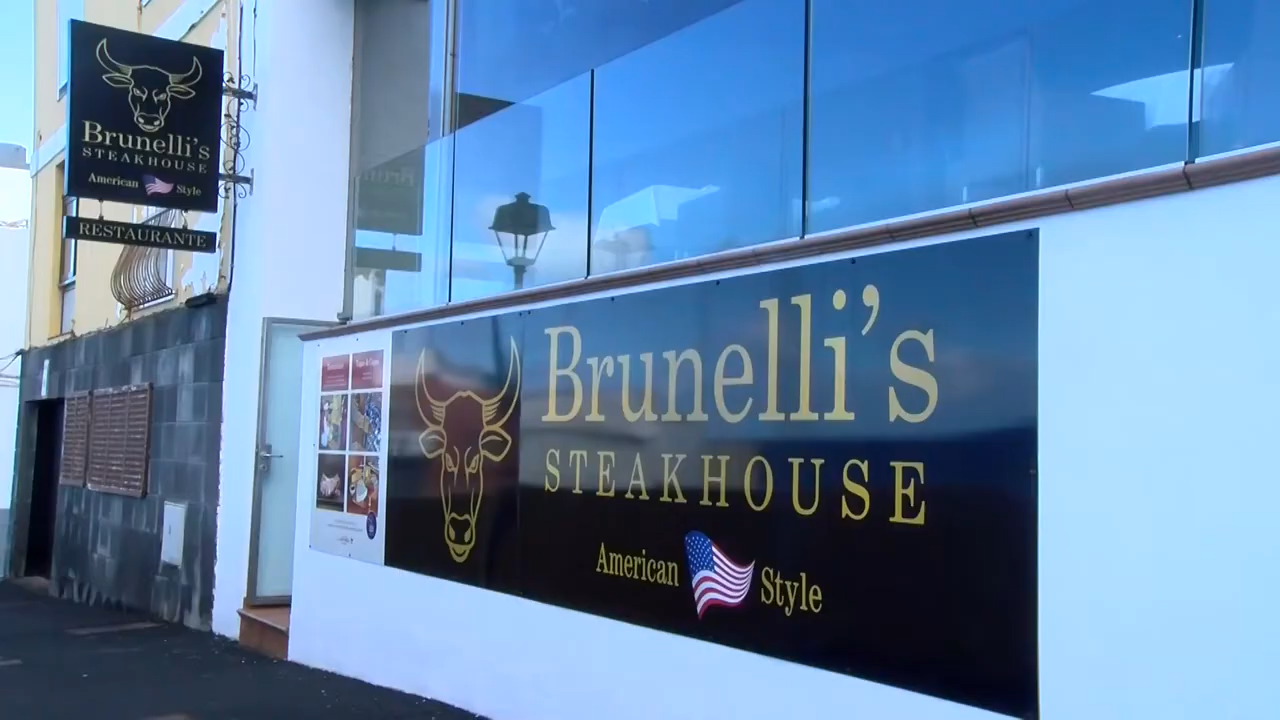 Brunelli's
STEAKHOUSE
American Style
RESTAURANTE
Brunelli's
STEAKHOUSE
American Style